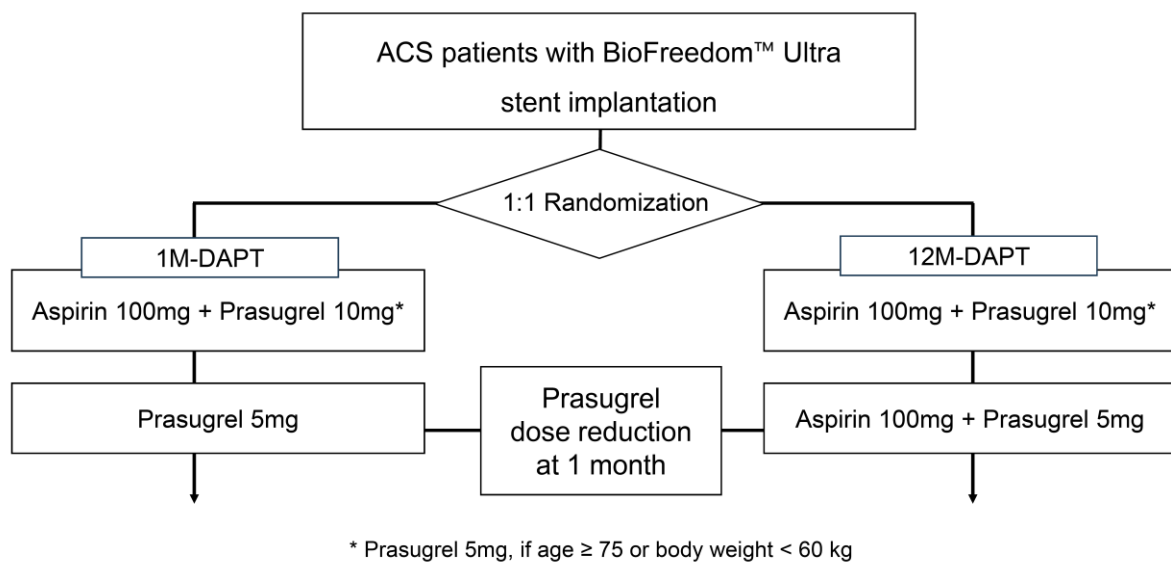 ACS patients with BioFreedom™ Ultra
stent implantation
1:1 Randomization
1M-DAPT
Aspirin 100mg + Prasugrel 10mg*
Prasugrel 5mg
12M-DAPT
Aspirin 100mg + Prasugrel 10mg*
Aspirin 100mg + Prasugrel 5mg
Prasugrel
dose reduction
at 1 month
* Prasugrel 5mg, if age ≥ 75 or body weight < 60 kg